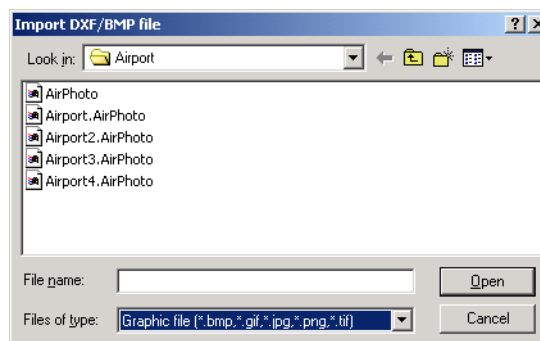 Import DXF/BMP file
Look in: Airport
AirPhoto
Airport.AirPhoto
Airport2.AirPhoto
Airport3.AirPhoto
Airport4.AirPhoto
File name:
Open
Files of type: Graphic file (*.bmp,*.gif,*.jpg,*.png,*.tif)
Cancel